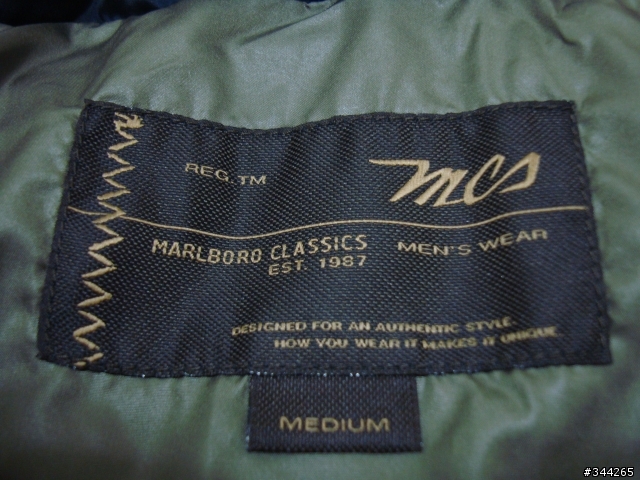 REG.TM
mcs
MARLBORO CLASSICS MEN'S WEAR
EST. 1987
DESIGNED FOR AN AUTHENTIC STYLE.
HOW YOU WEAR IT MAKES IT UNIQUE.
MEDIUM
#344265